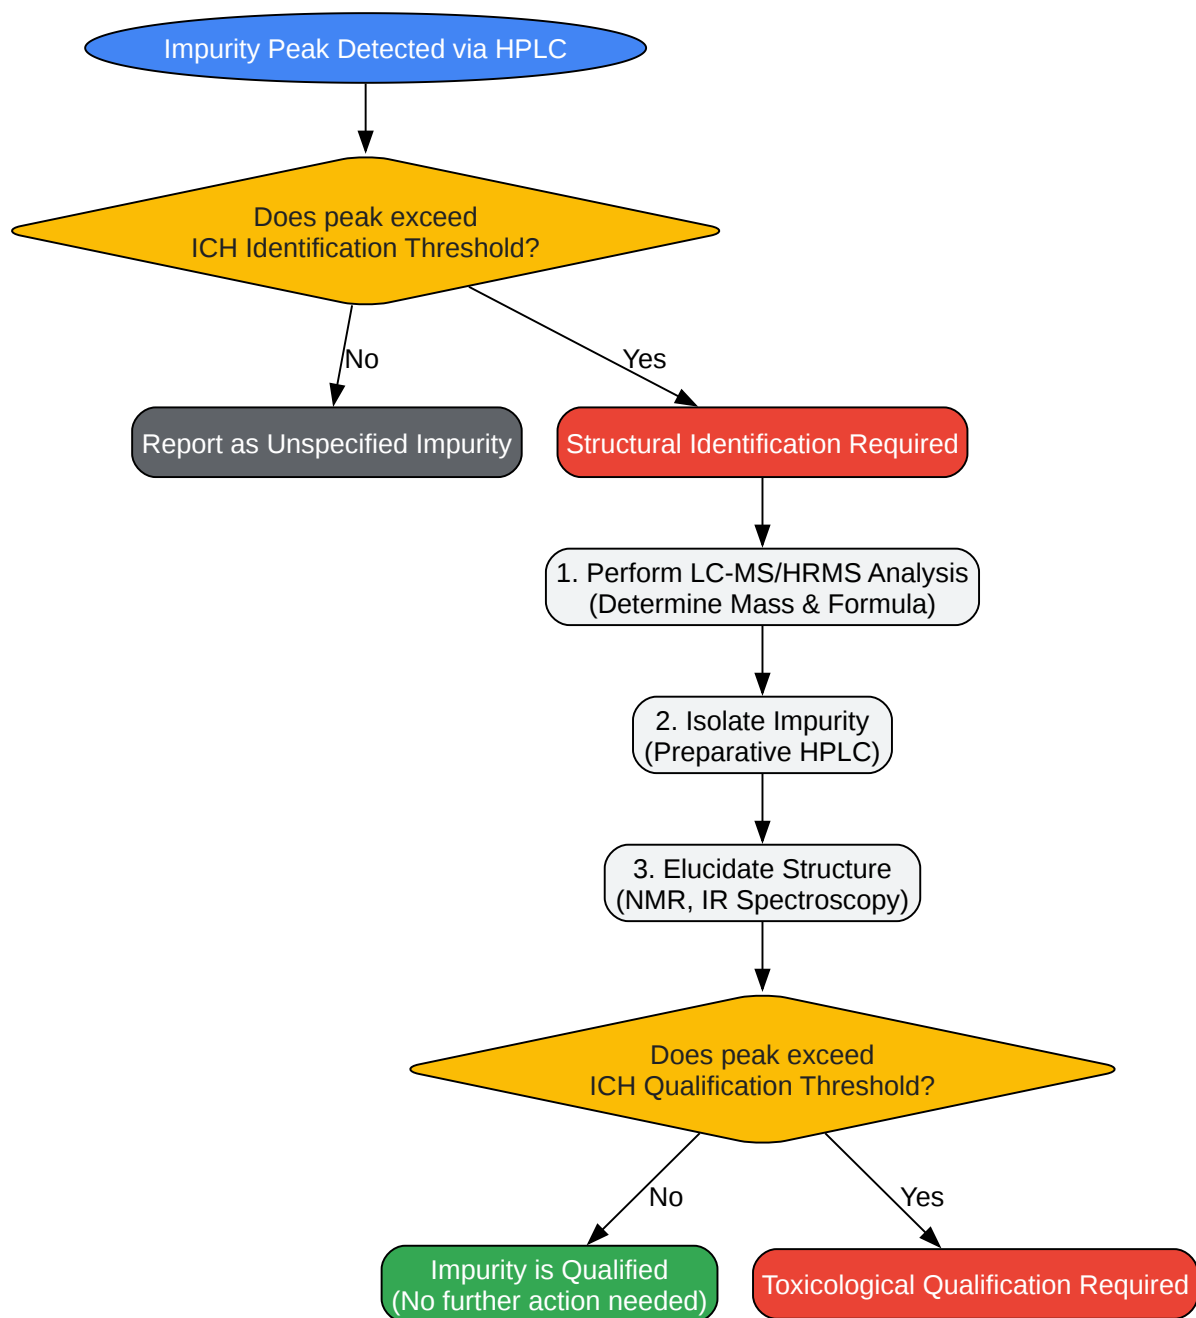 Impurity Peak Detected via HPLC
Does peak exceed
ICH Identification Threshold?
No
Yes
Report as Unspecified Impurity
Structural Identification Required
1. Perform LC-MS/HRMS Analysis
(Determine Mass & Formula)
2. Isolate Impurity
(Preparative HPLC)
3. Elucidate Structure
(NMR, IR Spectroscopy)
Does peak exceed
ICH Qualification Threshold?
No
Yes
Impurity is Qualified
(No further action needed)
Toxicological Qualification Required